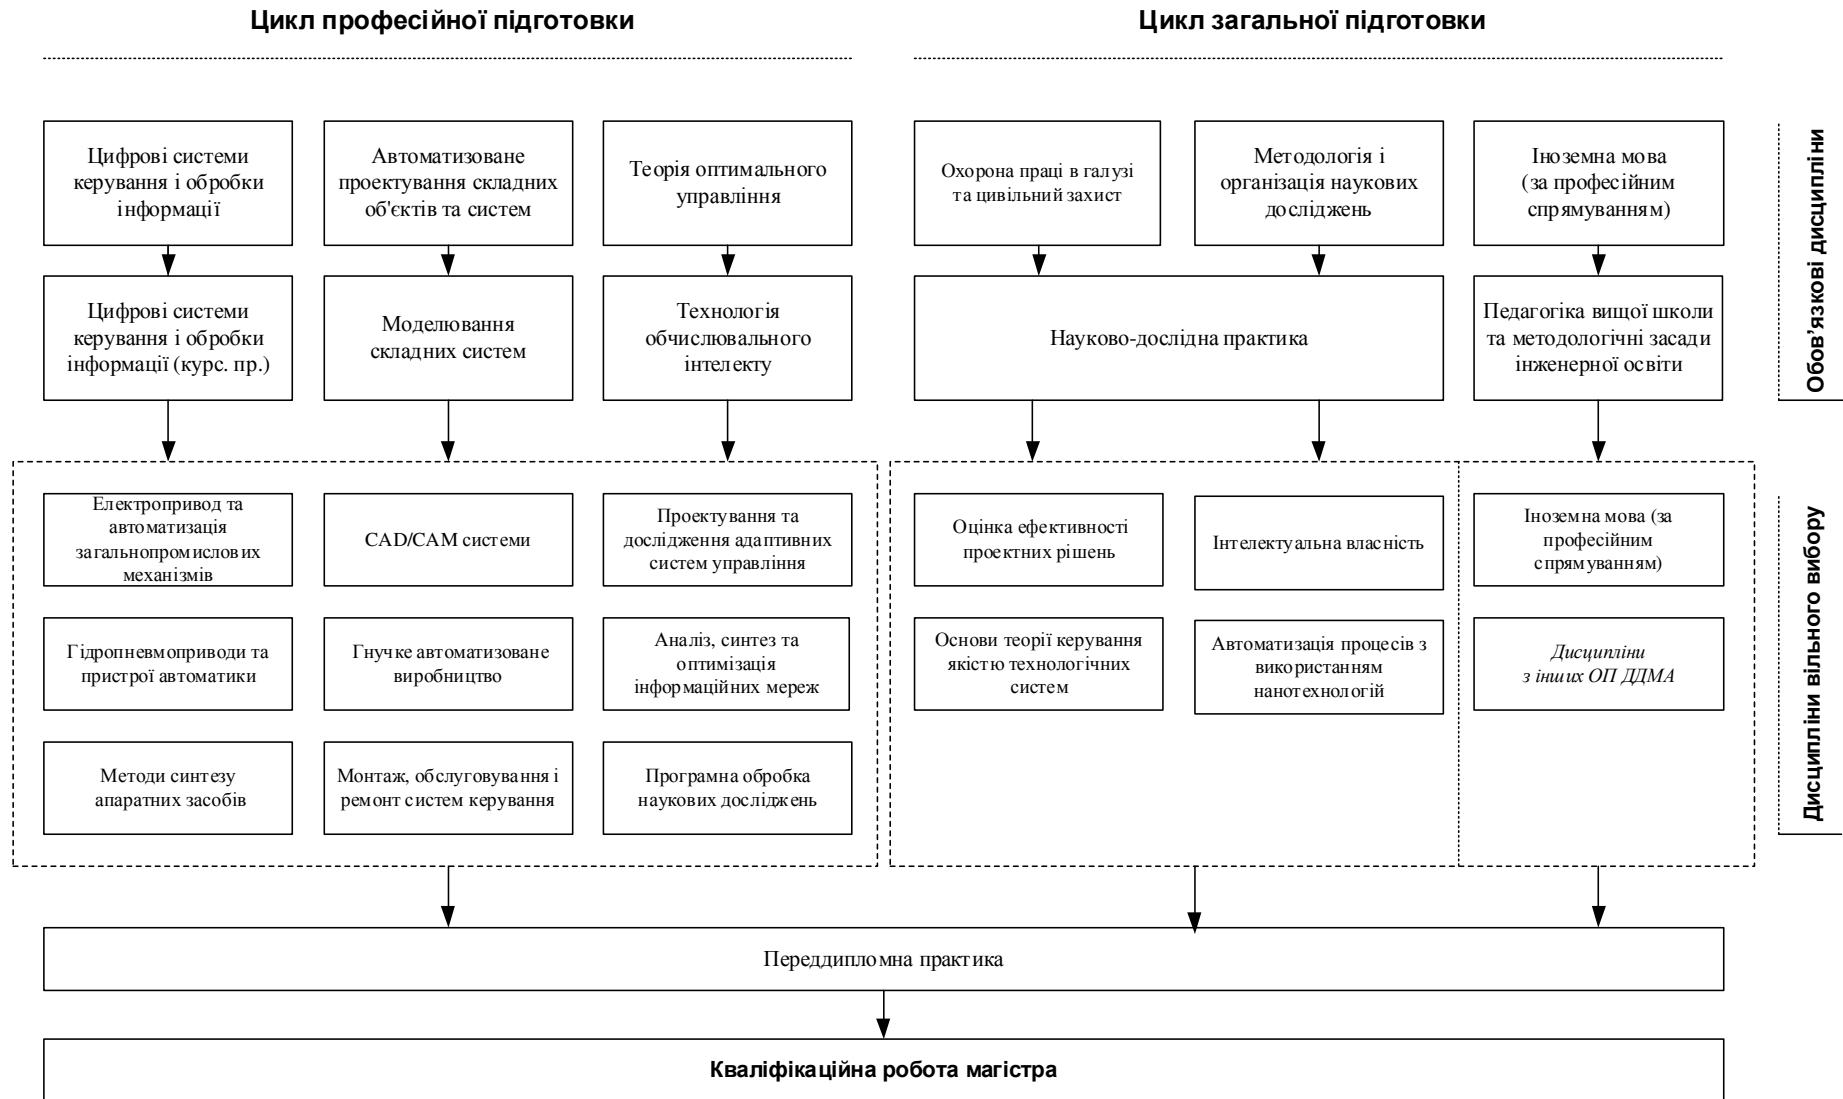 Цикл професійної підготовки
Цикл загальної підготовки
Цифрові системи
керування і обробки
інформації
Автоматизоване
проектування складних
об'єктів та систем
Теорія оптимального
управління
Охорона праці в галузі
та цивільний захист
Методологія і
організація наукових
досліджень
Іноземна мова
(за професійним
спрямуванням)
Обов’язкові дисципліни
Цифрові системи
керування і обробки
інформації (курс. пр.)
Моделювання
складних систем
Технологія
обчислювального
інтелекту
Науково-дослідна практика
Педагогіка вищої школи
та методологічні засади
інженерної освіти
Електропривод та
автоматизація
загальнопромислових
механізмів
CAD/CAM системи
Проектування та
дослідження адаптивних
систем управління
Оцінка ефективності
проектних рішень
Інтелектуальна власність
Іноземна мова (за
професійним
спрямуванням)
Дисципліни вільного вибору
Гідропневмоприводи та
пристрої автоматики
Гнучке автоматизоване
виробництво
Аналіз, синтез та
оптимізація
інформаційних мереж
Основи теорії керування
якістю технологічних
систем
Автоматизація процесів з
використанням
нанотехнологій
Дисципліни
з інших ОП ДДМА
Методи синтезу
апаратних засобів
Монтаж, обслуговування і
ремонт систем керування
Програмна обробка
наукових досліджень
Переддипломна практика
Кваліфікаційна робота магістра